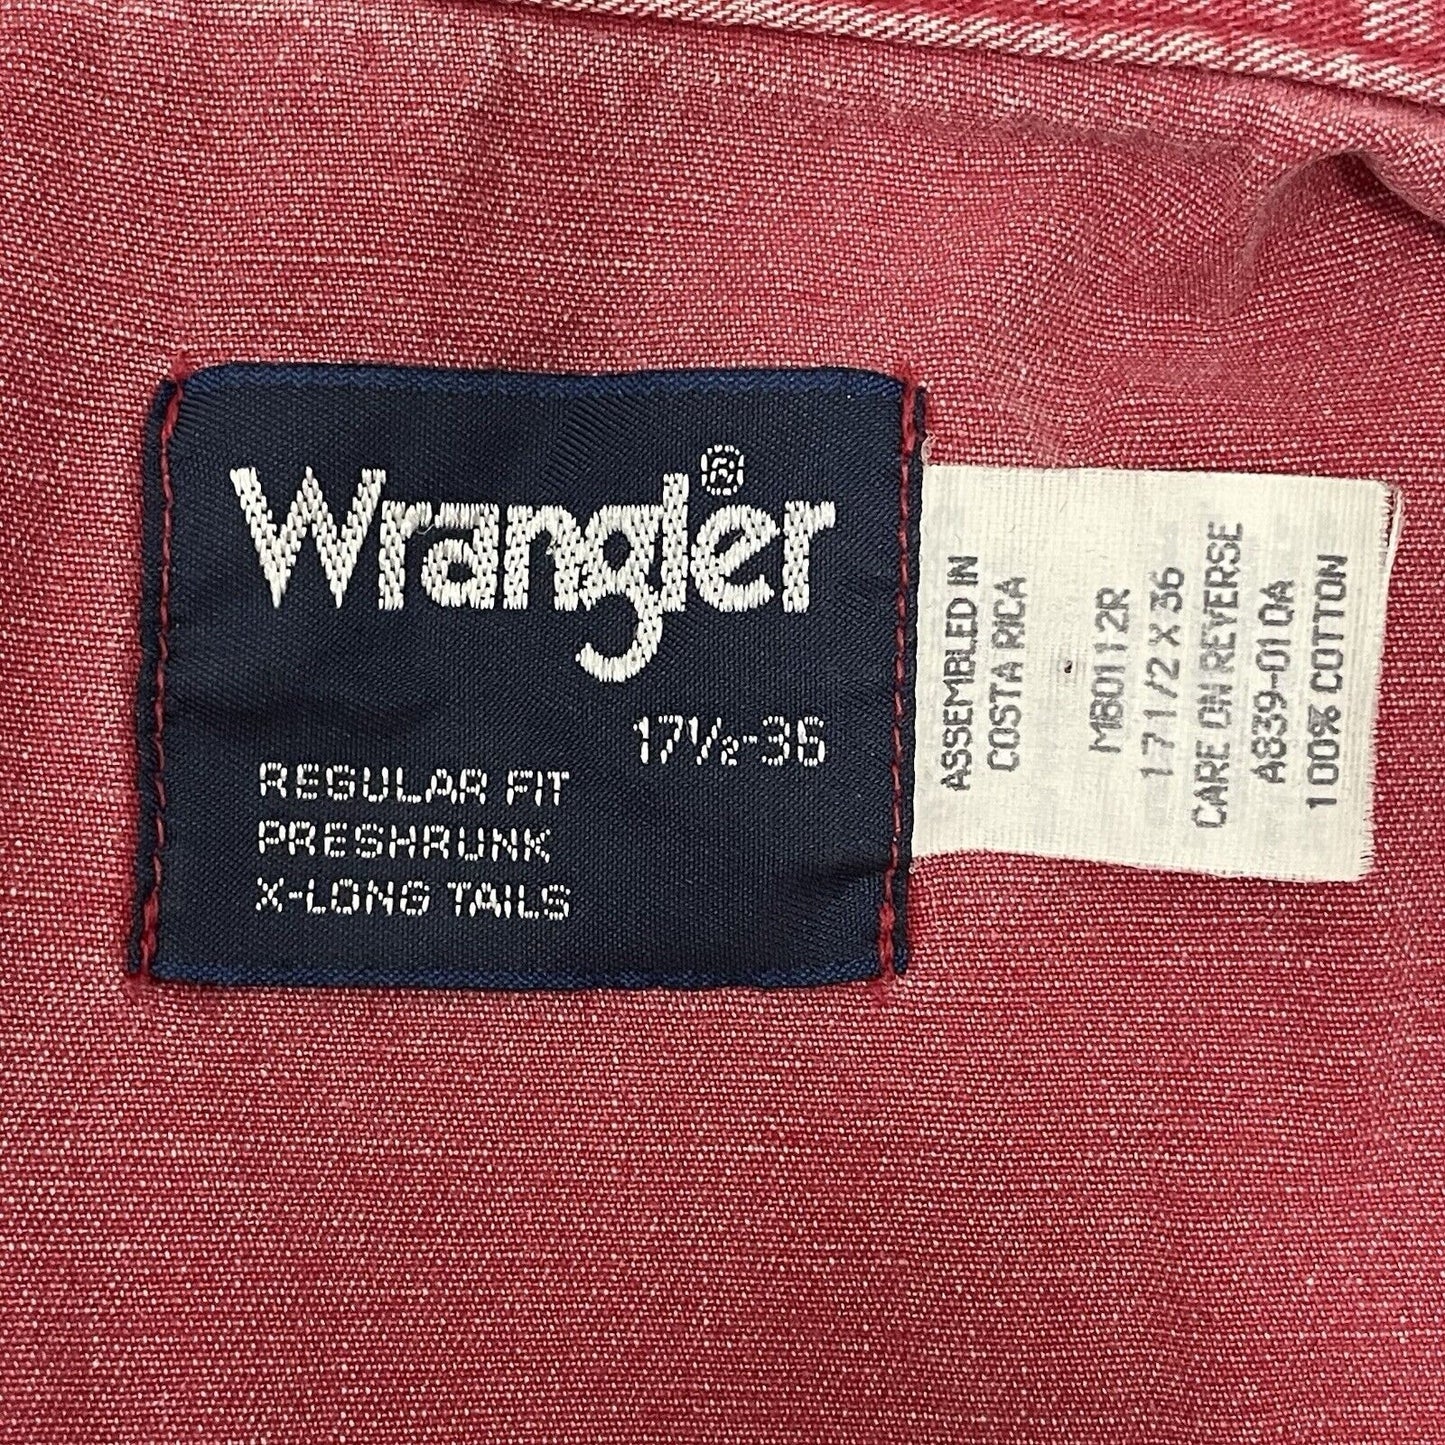 Wrangler®
17½-36
REGULAR FIT
PRESHRUNK
X-LONG TAILS
ASSEMBLED IN
COSTA RICA
MB0112R
17 1/2 X 36
CARE ON REVERSE
A839-010A
100% COTTON